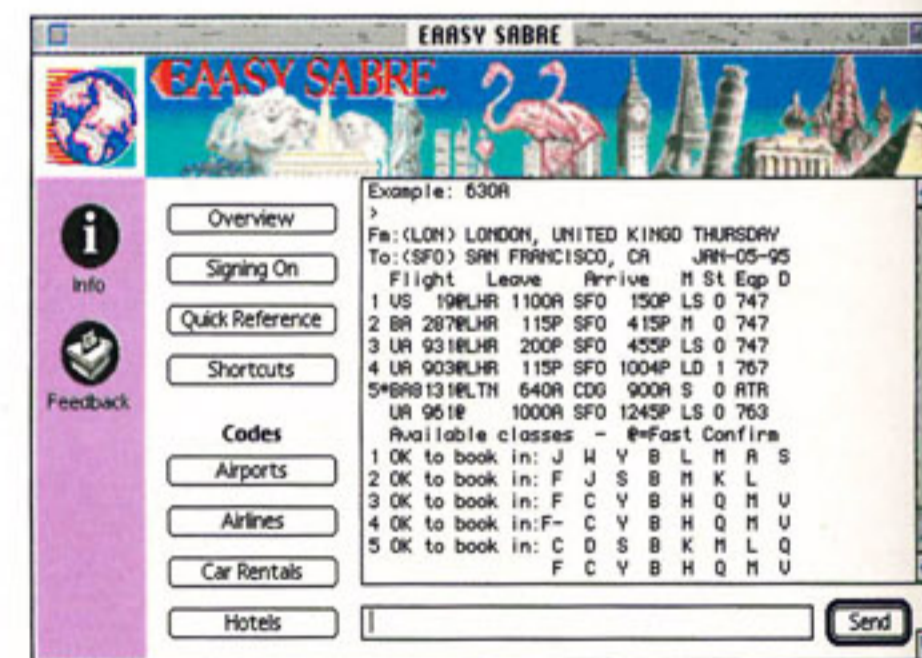 EAASY SABRE
EAASY SABRE.
Info
Feedback
Overview
Signing On
Quick Reference
Shortcuts
Codes
Airports
Airlines
Car Rentals
Hotels
Example: 630A
>
Fm:(LON) LONDON, UNITED KINGD THURSDAY
To:(SFO) SAN FRANCISCO, CA JAN-05-95
Flight Leave Arrive M St Eqp D
1 VS 19@LHR 1100A SFO 150P LS 0 747
2 BA 287@LHR 115P SFO 415P M 0 747
3 UA 931@LHR 200P SFO 455P LS 0 747
4 UA 903@LHR 115P SFO 1004P LD 1 767
5*BA8131@LTN 640A CDG 900A S 0 ATR
UA 961@ 1000A SFO 1245P LS 0 763
Available classes - @=Fast Confirm
1 OK to book in: J W Y B L M A S
2 OK to book in: F J S B M K L
3 OK to book in: F C Y B H Q M V
4 OK to book in:F- C Y B H Q M V
5 OK to book in: C D S B K M L Q
F C Y B H Q M V
Send